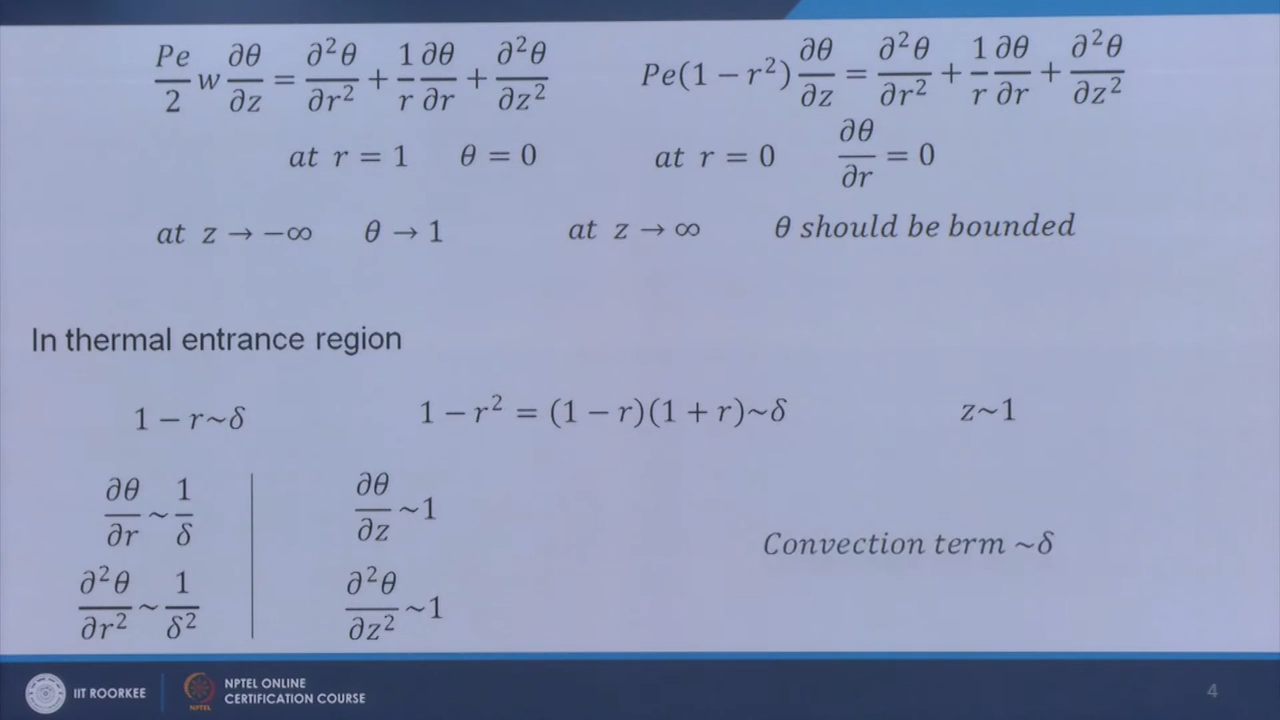 Pe/2 w ∂θ/∂z = ∂²θ/∂r² + 1/r ∂θ/∂r + ∂²θ/∂z²
Pe(1 − r²) ∂θ/∂z = ∂²θ/∂r² + 1/r ∂θ/∂r + ∂²θ/∂z²
at r = 1 θ = 0
at r = 0 ∂θ/∂r = 0
at z → −∞ θ → 1
at z → ∞ θ should be bounded
In thermal entrance region
1 − r~δ
1 − r² = (1 − r)(1 + r)~δ
z~1
∂θ/∂r ~ 1/δ
∂θ/∂z ~1
Convection term ~δ
∂²θ/∂r² ~ 1/δ²
∂²θ/∂z² ~1
IIT ROORKEE
NPTEL
NPTEL ONLINE
CERTIFICATION COURSE
4